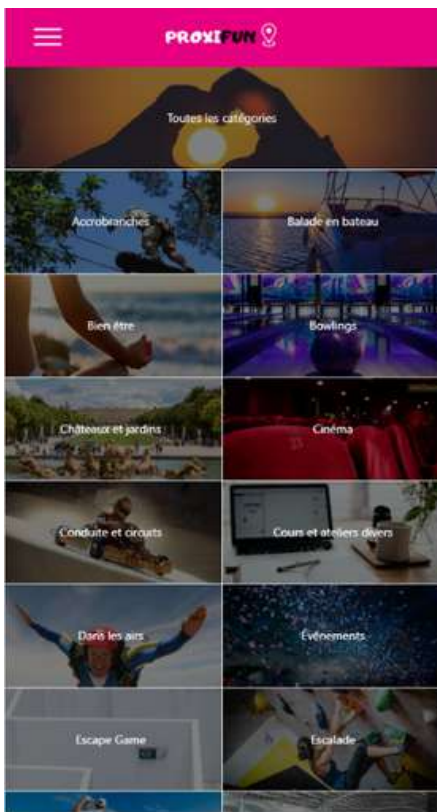 PROXIFUN
Toutes les catégories
Accrobranches
Balade en bateau
Bien être
Bowlings
Châteaux et jardins
Cinéma
Conduite et circuits
Cours et ateliers divers
Dans les airs
Événements
Escape Game
Escalade